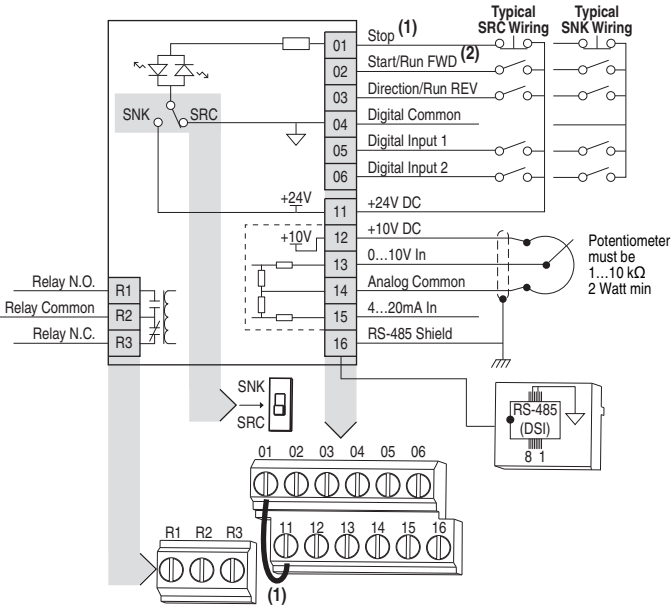 Typical
SRC Wiring
Typical
SNK Wiring
01 Stop (1)
02 Start/Run FWD (2)
03 Direction/Run REV
04 Digital Common
05 Digital Input 1
06 Digital Input 2
SNK SRC
+24V
11 +24V DC
+10V
12 +10V DC
13 0…10V In
14 Analog Common
15 4…20mA In
16 RS-485 Shield
Potentiometer
must be
1…10 kΩ
2 Watt min
Relay N.O. R1
Relay Common R2
Relay N.C. R3
SNK
SRC
RS-485
(DSI)
8 1
01 02 03 04 05 06
11 12 13 14 15 16
R1 R2 R3
(1)